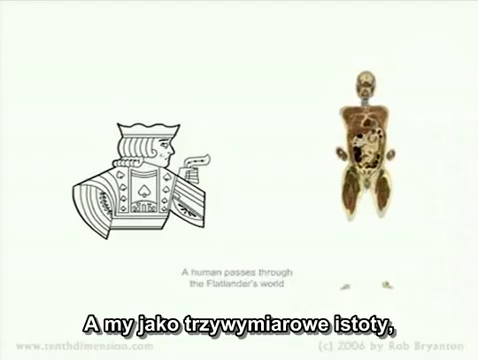 A human passes through
the Flatlander's world
A my jako trzywymiarowe istoty,
www.tenthdimension.com
(c) 2006 by Rob Bryanton